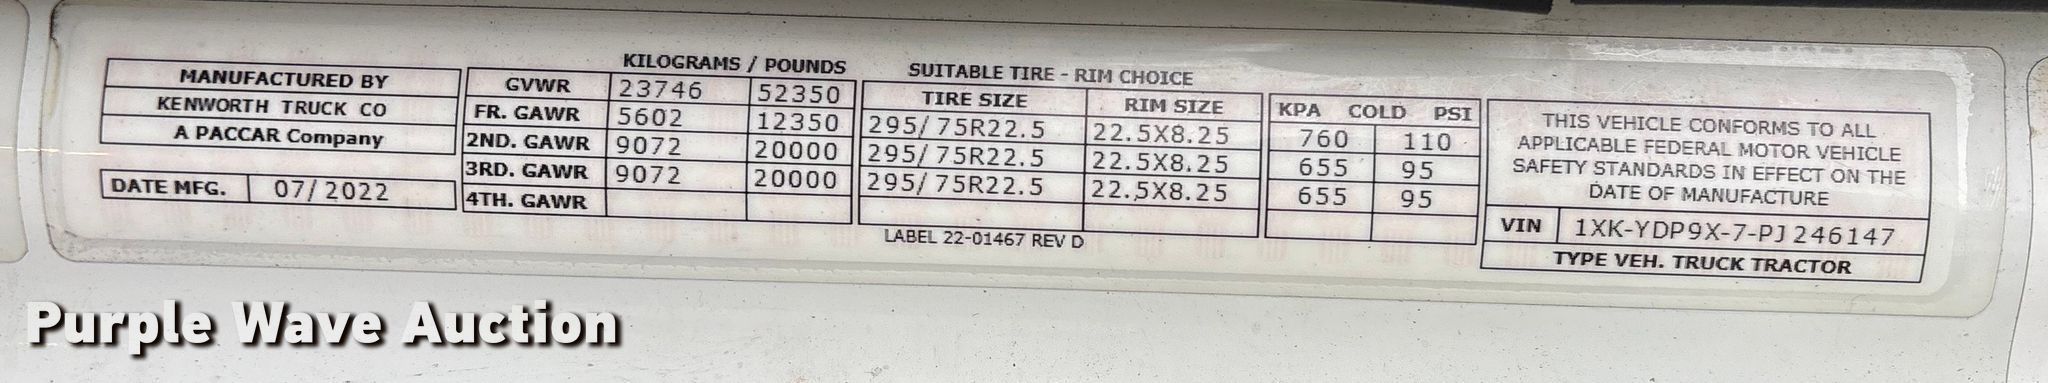 KILOGRAMS / POUNDS
SUITABLE TIRE - RIM CHOICE
MANUFACTURED BY
KENWORTH TRUCK CO
A PACCAR Company
DATE MFG. 07/2022
GVWR 23746 52350
FR. GAWR 5602 12350
2ND. GAWR 9072 20000
3RD. GAWR 9072 20000
4TH. GAWR
TIRE SIZE RIM SIZE
295/75R22.5 22.5X8.25
295/75R22.5 22.5X8.25
295/75R22.5 22.5X8.25
KPA COLD PSI
760 110
655 95
655 95
THIS VEHICLE CONFORMS TO ALL
APPLICABLE FEDERAL MOTOR VEHICLE
SAFETY STANDARDS IN EFFECT ON THE
DATE OF MANUFACTURE
VIN 1XK-YDP9X-7-PJ246147
TYPE VEH. TRUCK TRACTOR
LABEL 22-01467 REV D
Purple Wave Auction